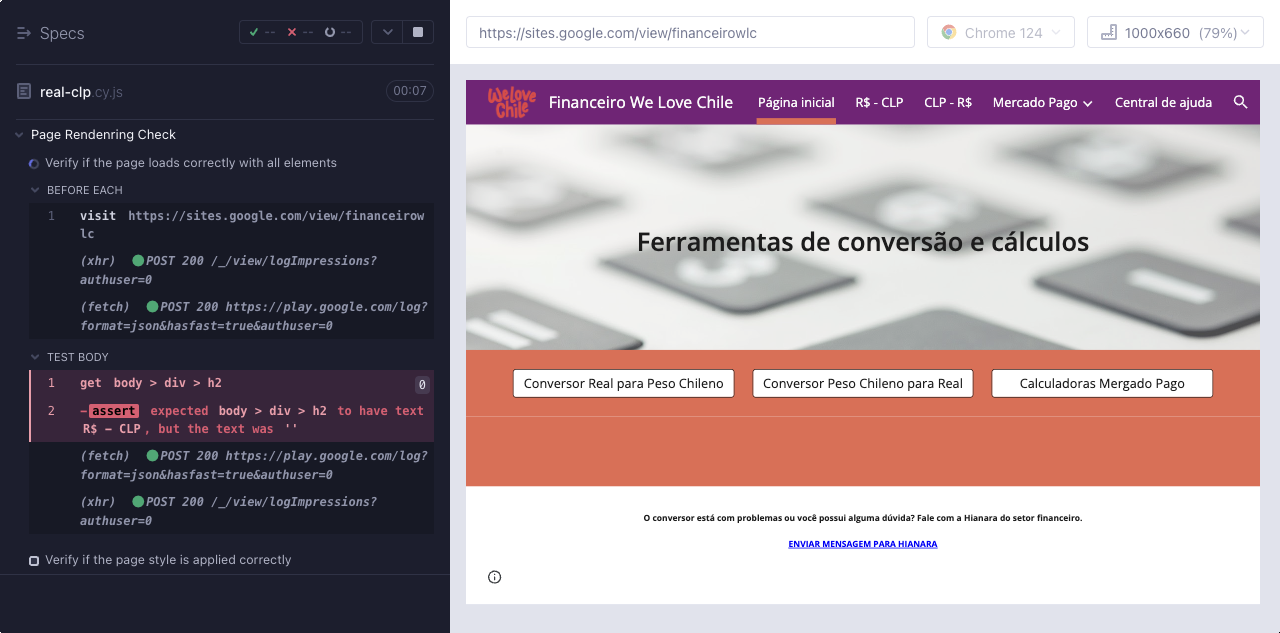 Specs
-- -- --
real-clp.cy.js
00:07
Page Rendenring Check
Verify if the page loads correctly with all elements
BEFORE EACH
1 visit https://sites.google.com/view/financeirow
lc
(xhr) POST 200 /_/view/logImpressions?
authuser=0
(fetch) POST 200 https://play.google.com/log?
format=json&hasfast=true&authuser=0
TEST BODY
1 get body > div > h2 0
2 -assert expected body > div > h2 to have text
R$ - CLP, but the text was ''
(fetch) POST 200 https://play.google.com/log?
format=json&hasfast=true&authuser=0
(xhr) POST 200 /_/view/logImpressions?
authuser=0
Verify if the page style is applied correctly
https://sites.google.com/view/financeirowlc
Chrome 124
1000x660 (79%)
We love
Chile
Financeiro We Love Chile
Página inicial
R$ - CLP
CLP - R$
Mercado Pago
Central de ajuda
Ferramentas de conversão e cálculos
Conversor Real para Peso Chileno
Conversor Peso Chileno para Real
Calculadoras Mergado Pago
O conversor está com problemas ou você possui alguma dúvida? Fale com a Hianara do setor financeiro.
ENVIAR MENSAGEM PARA HIANARA